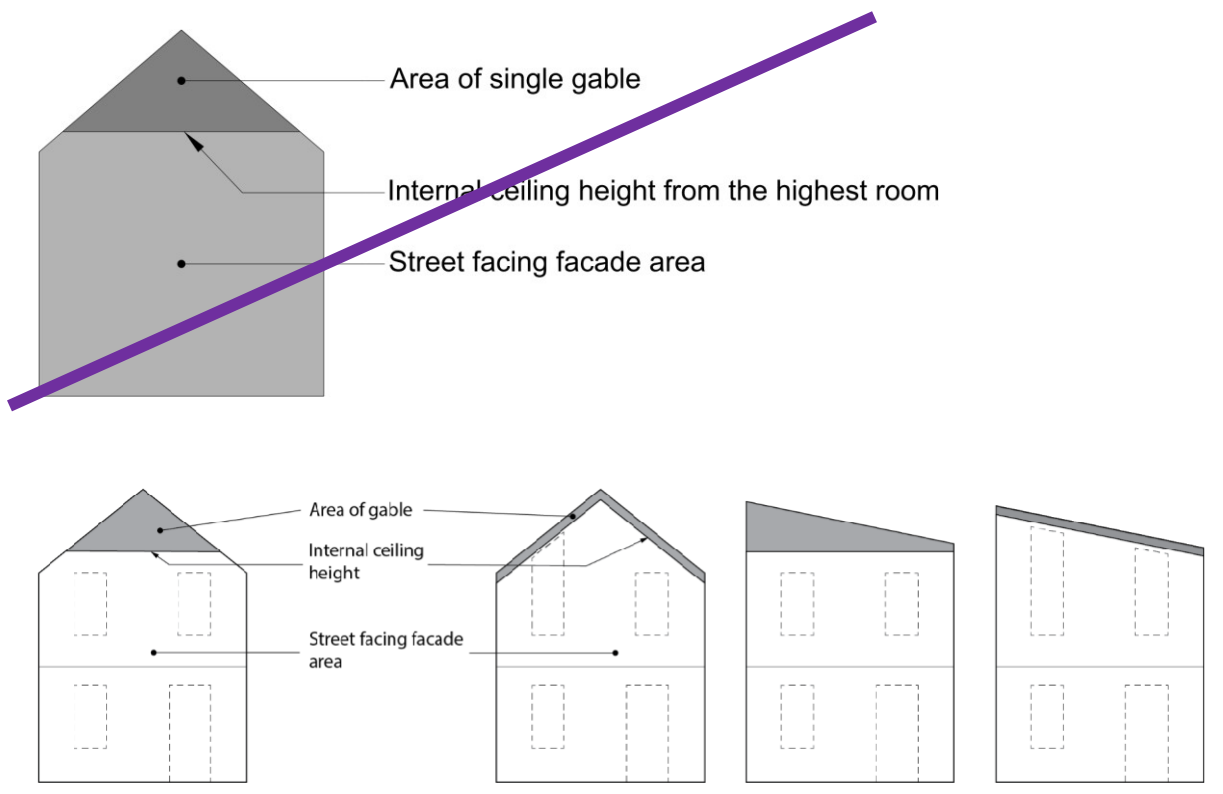 Area of single gable
Internal ceiling height from the highest room
Street facing facade area
Area of gable
Internal ceiling
height
Street facing facade
area